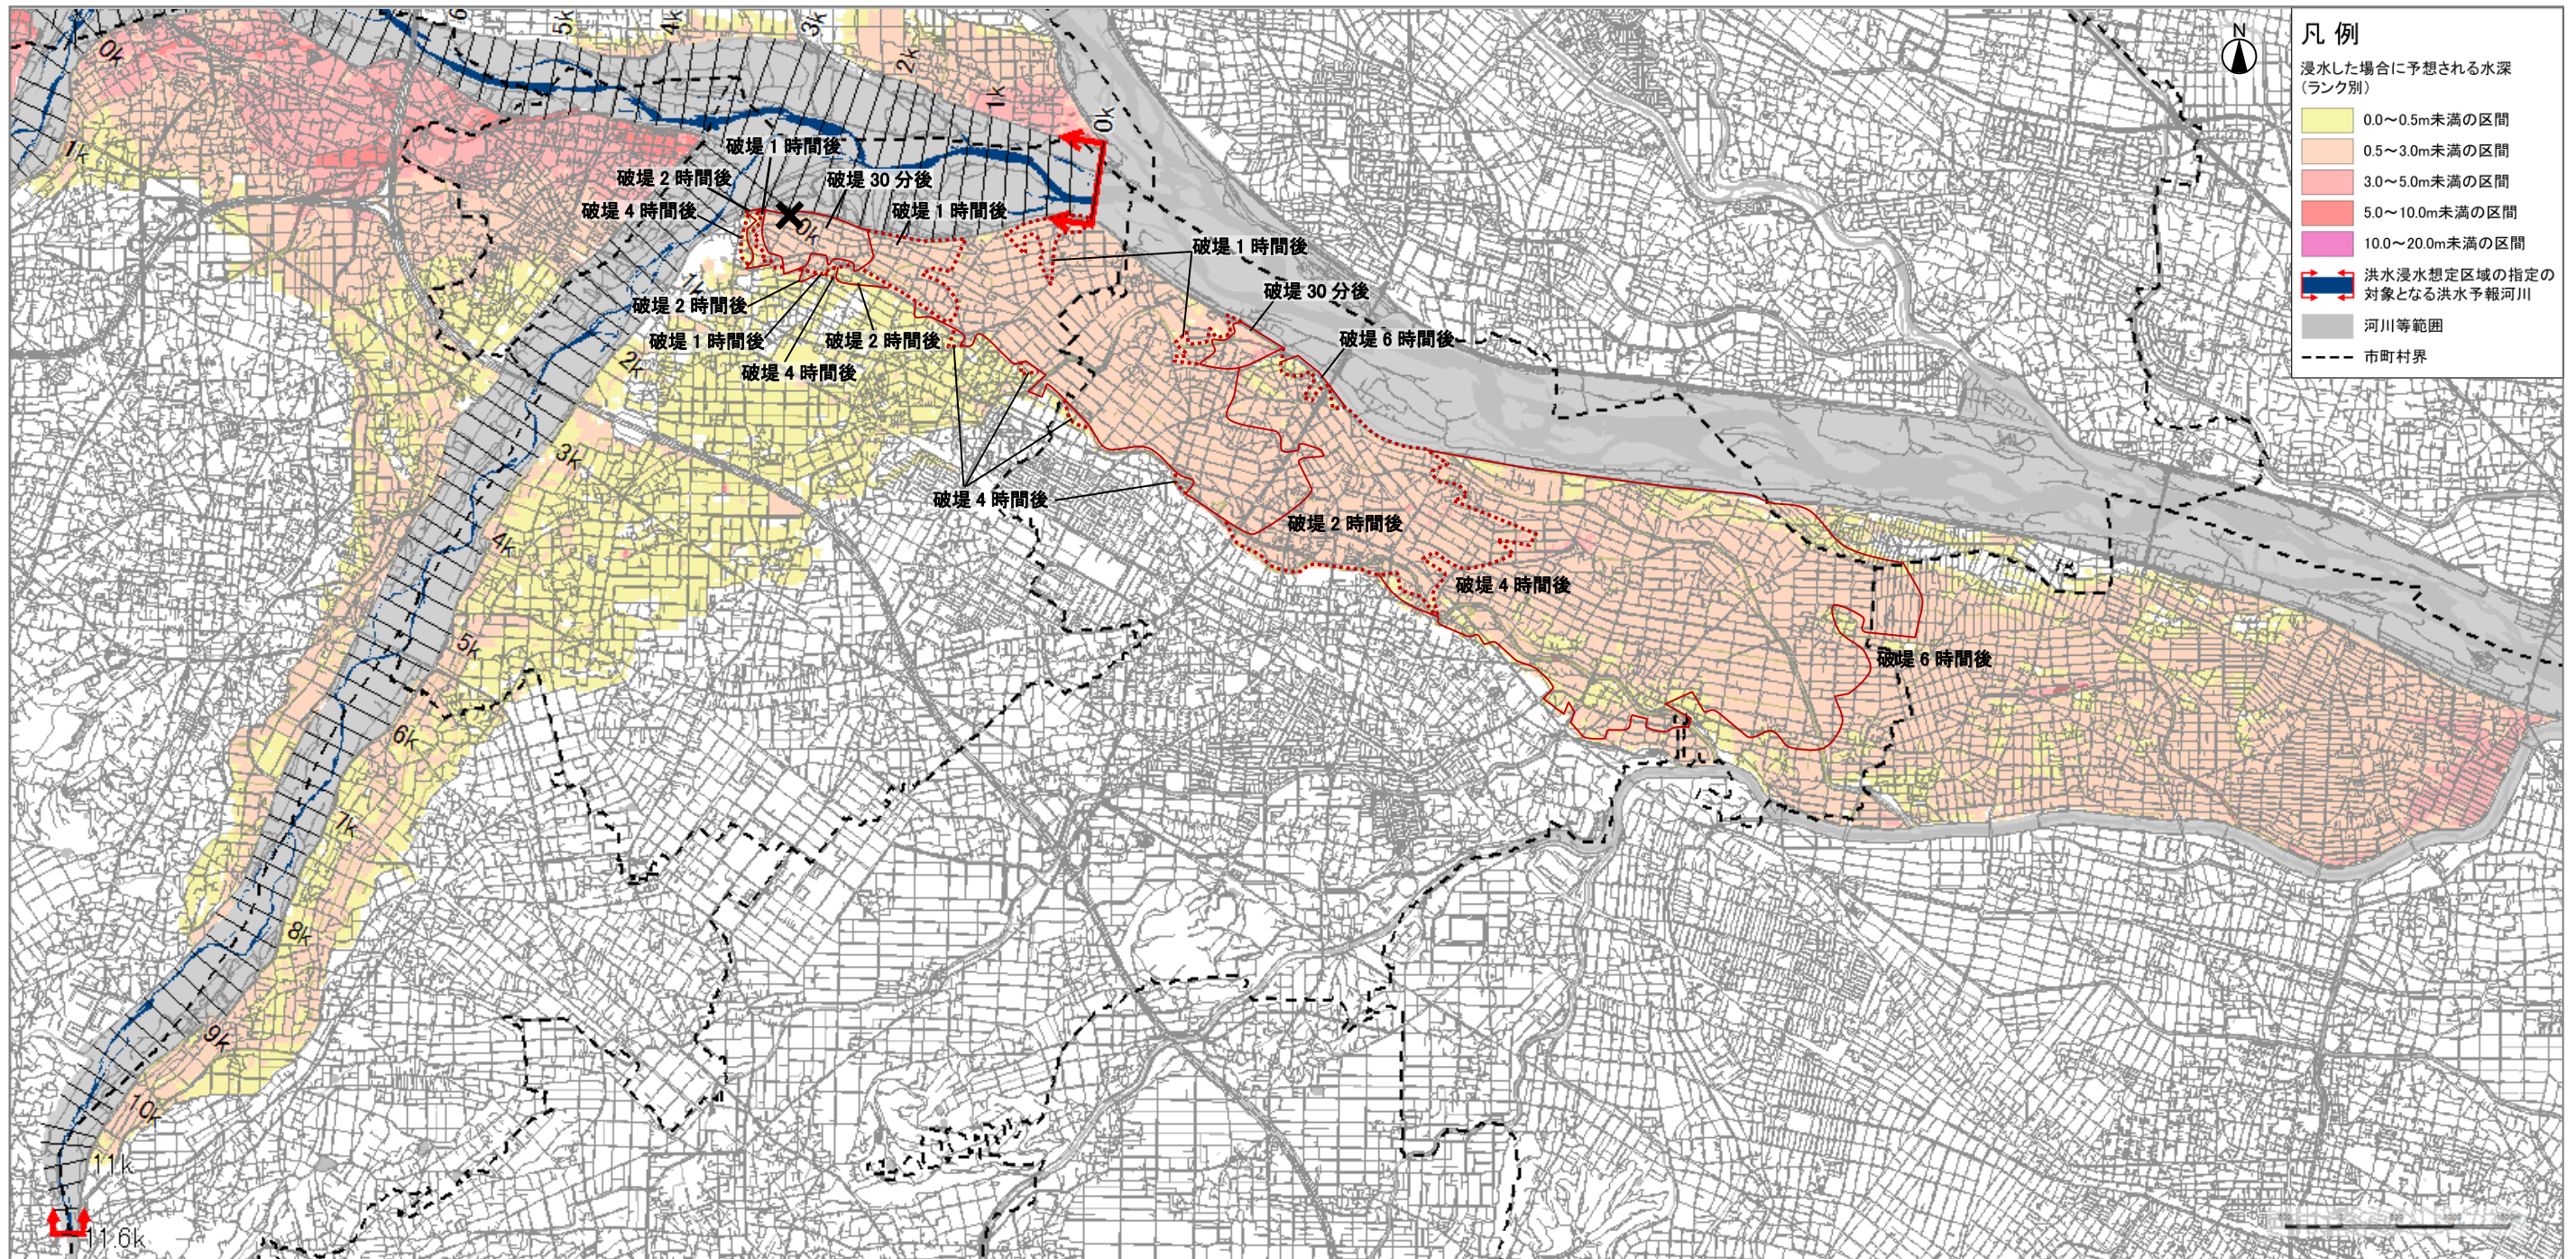 凡 例
浸水した場合に予想される水深
（ランク別）
0.0～0.5m未満の区間
0.5～3.0m未満の区間
3.0～5.0m未満の区間
5.0～10.0m未満の区間
10.0～20.0m未満の区間
洪水浸水想定区域の指定の
対象となる洪水予報河川
河川等範囲
市町村界
N
6
5k
4k
3k
2k
1k
0k
0k
1k
破堤 1 時間後
破堤 2 時間後
破堤 30 分後
破堤 4 時間後
破堤 1 時間後
0k
破堤 1 時間後
1k
破堤 30 分後
破堤 2 時間後
破堤 1 時間後
破堤 2 時間後
破堤 6 時間後
破堤 4 時間後
2k
3k
破堤 4 時間後
破堤 2 時間後
4k
破堤 4 時間後
5k
破堤 6 時間後
6k
7k
8k
9k
10k
11k
11.6k